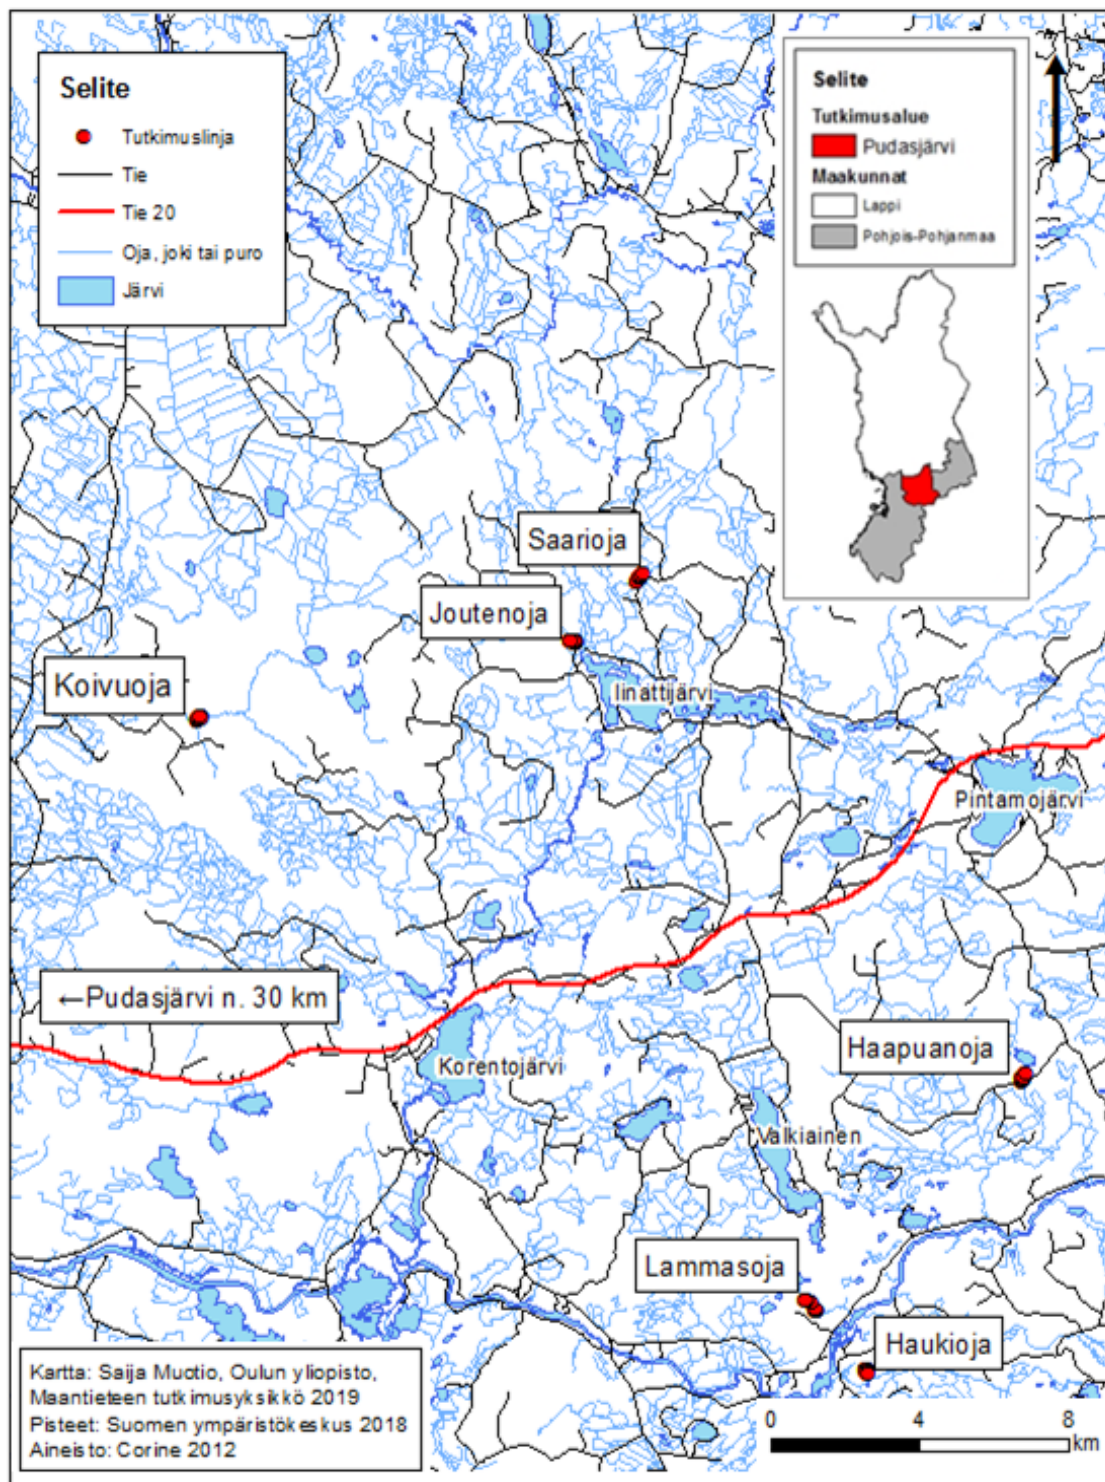 Selite
Tutkimuslinja
Tie
Tie 20
Oja, joki tai puro
Järvi
Selite
Tutkimusalue
Pudasjärvi
Maakunnat
Lappi
Pohjois-Pohjanmaa
Saarioja
Joutenoja
Koivuoja
Iinattijärvi
Pintamojärvi
←Pudasjärvi n. 30 km
Haapuanoja
Korentojärvi
Valkiainen
Lammasoja
Haukioja
Kartta: Saija Muotio, Oulun yliopisto,
Maantieteen tutkimusyksikkö 2019
Pisteet: Suomen ympäristökeskus 2018
Aineisto: Corine 2012
0 4 8
km